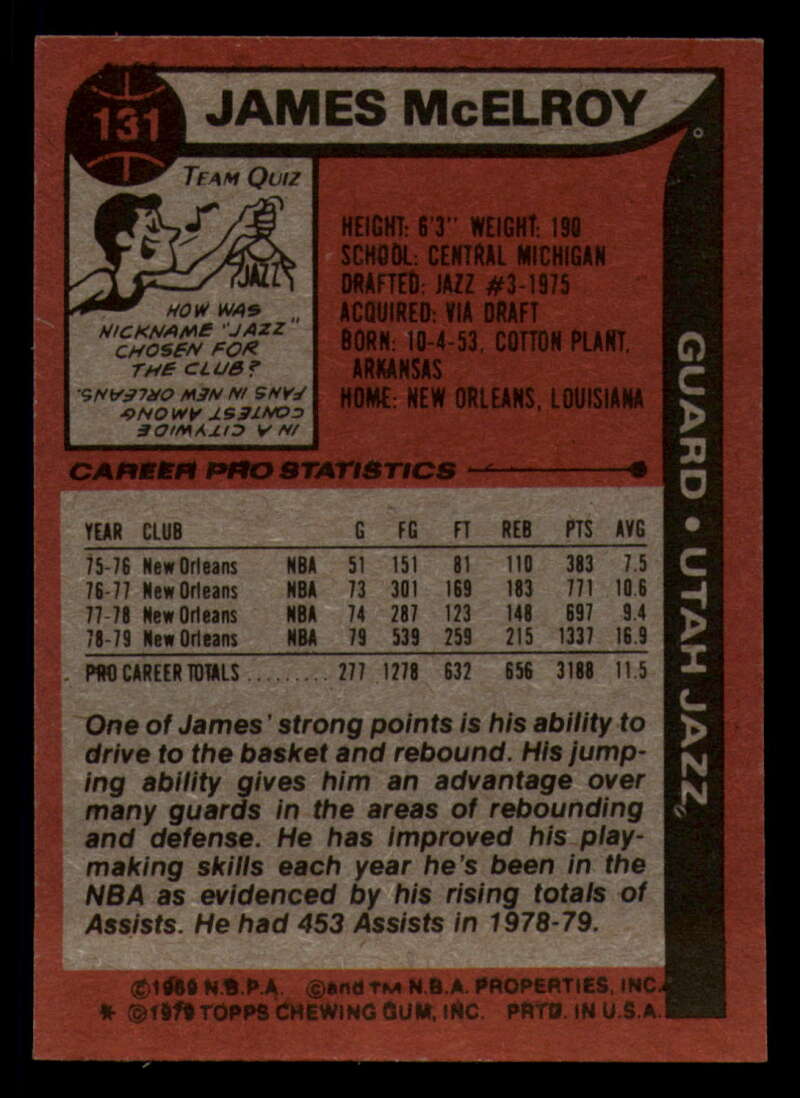 131
JAMES McELROY
TEAM QUIZ
JAZZ
HOW WAS
NICKNAME "JAZZ"
CHOSEN FOR
THE CLUB?
IN A CITYWIDE
CONTEST AMONG
FANS IN NEW ORLEANS.
HEIGHT: 6'3" WEIGHT: 190
SCHOOL: CENTRAL MICHIGAN
DRAFTED: JAZZ #3-1975
ACQUIRED: VIA DRAFT
BORN: 10-4-53, COTTON PLANT,
ARKANSAS
HOME: NEW ORLEANS, LOUISIANA
GUARD • UTAH JAZZ
CAREER PRO STATISTICS
YEAR CLUB G FG FT REB PTS AVG
75-76 New Orleans NBA 51 151 81 110 383 7.5
76-77 New Orleans NBA 73 301 169 183 771 10.6
77-78 New Orleans NBA 74 287 123 148 697 9.4
78-79 New Orleans NBA 79 539 259 215 1337 16.9
PRO CAREER TOTALS ......... 277 1278 632 656 3188 11.5
One of James' strong points is his ability to
drive to the basket and rebound. His jump-
ing ability gives him an advantage over
many guards in the areas of rebounding
and defense. He has improved his play-
making skills each year he's been in the
NBA as evidenced by his rising totals of
Assists. He had 453 Assists in 1978-79.
N.B.P.A. © and TM N.B.A. PROPERTIES, INC.
* © 1979 TOPPS CHEWING GUM, INC. PRTD. IN U.S.A.